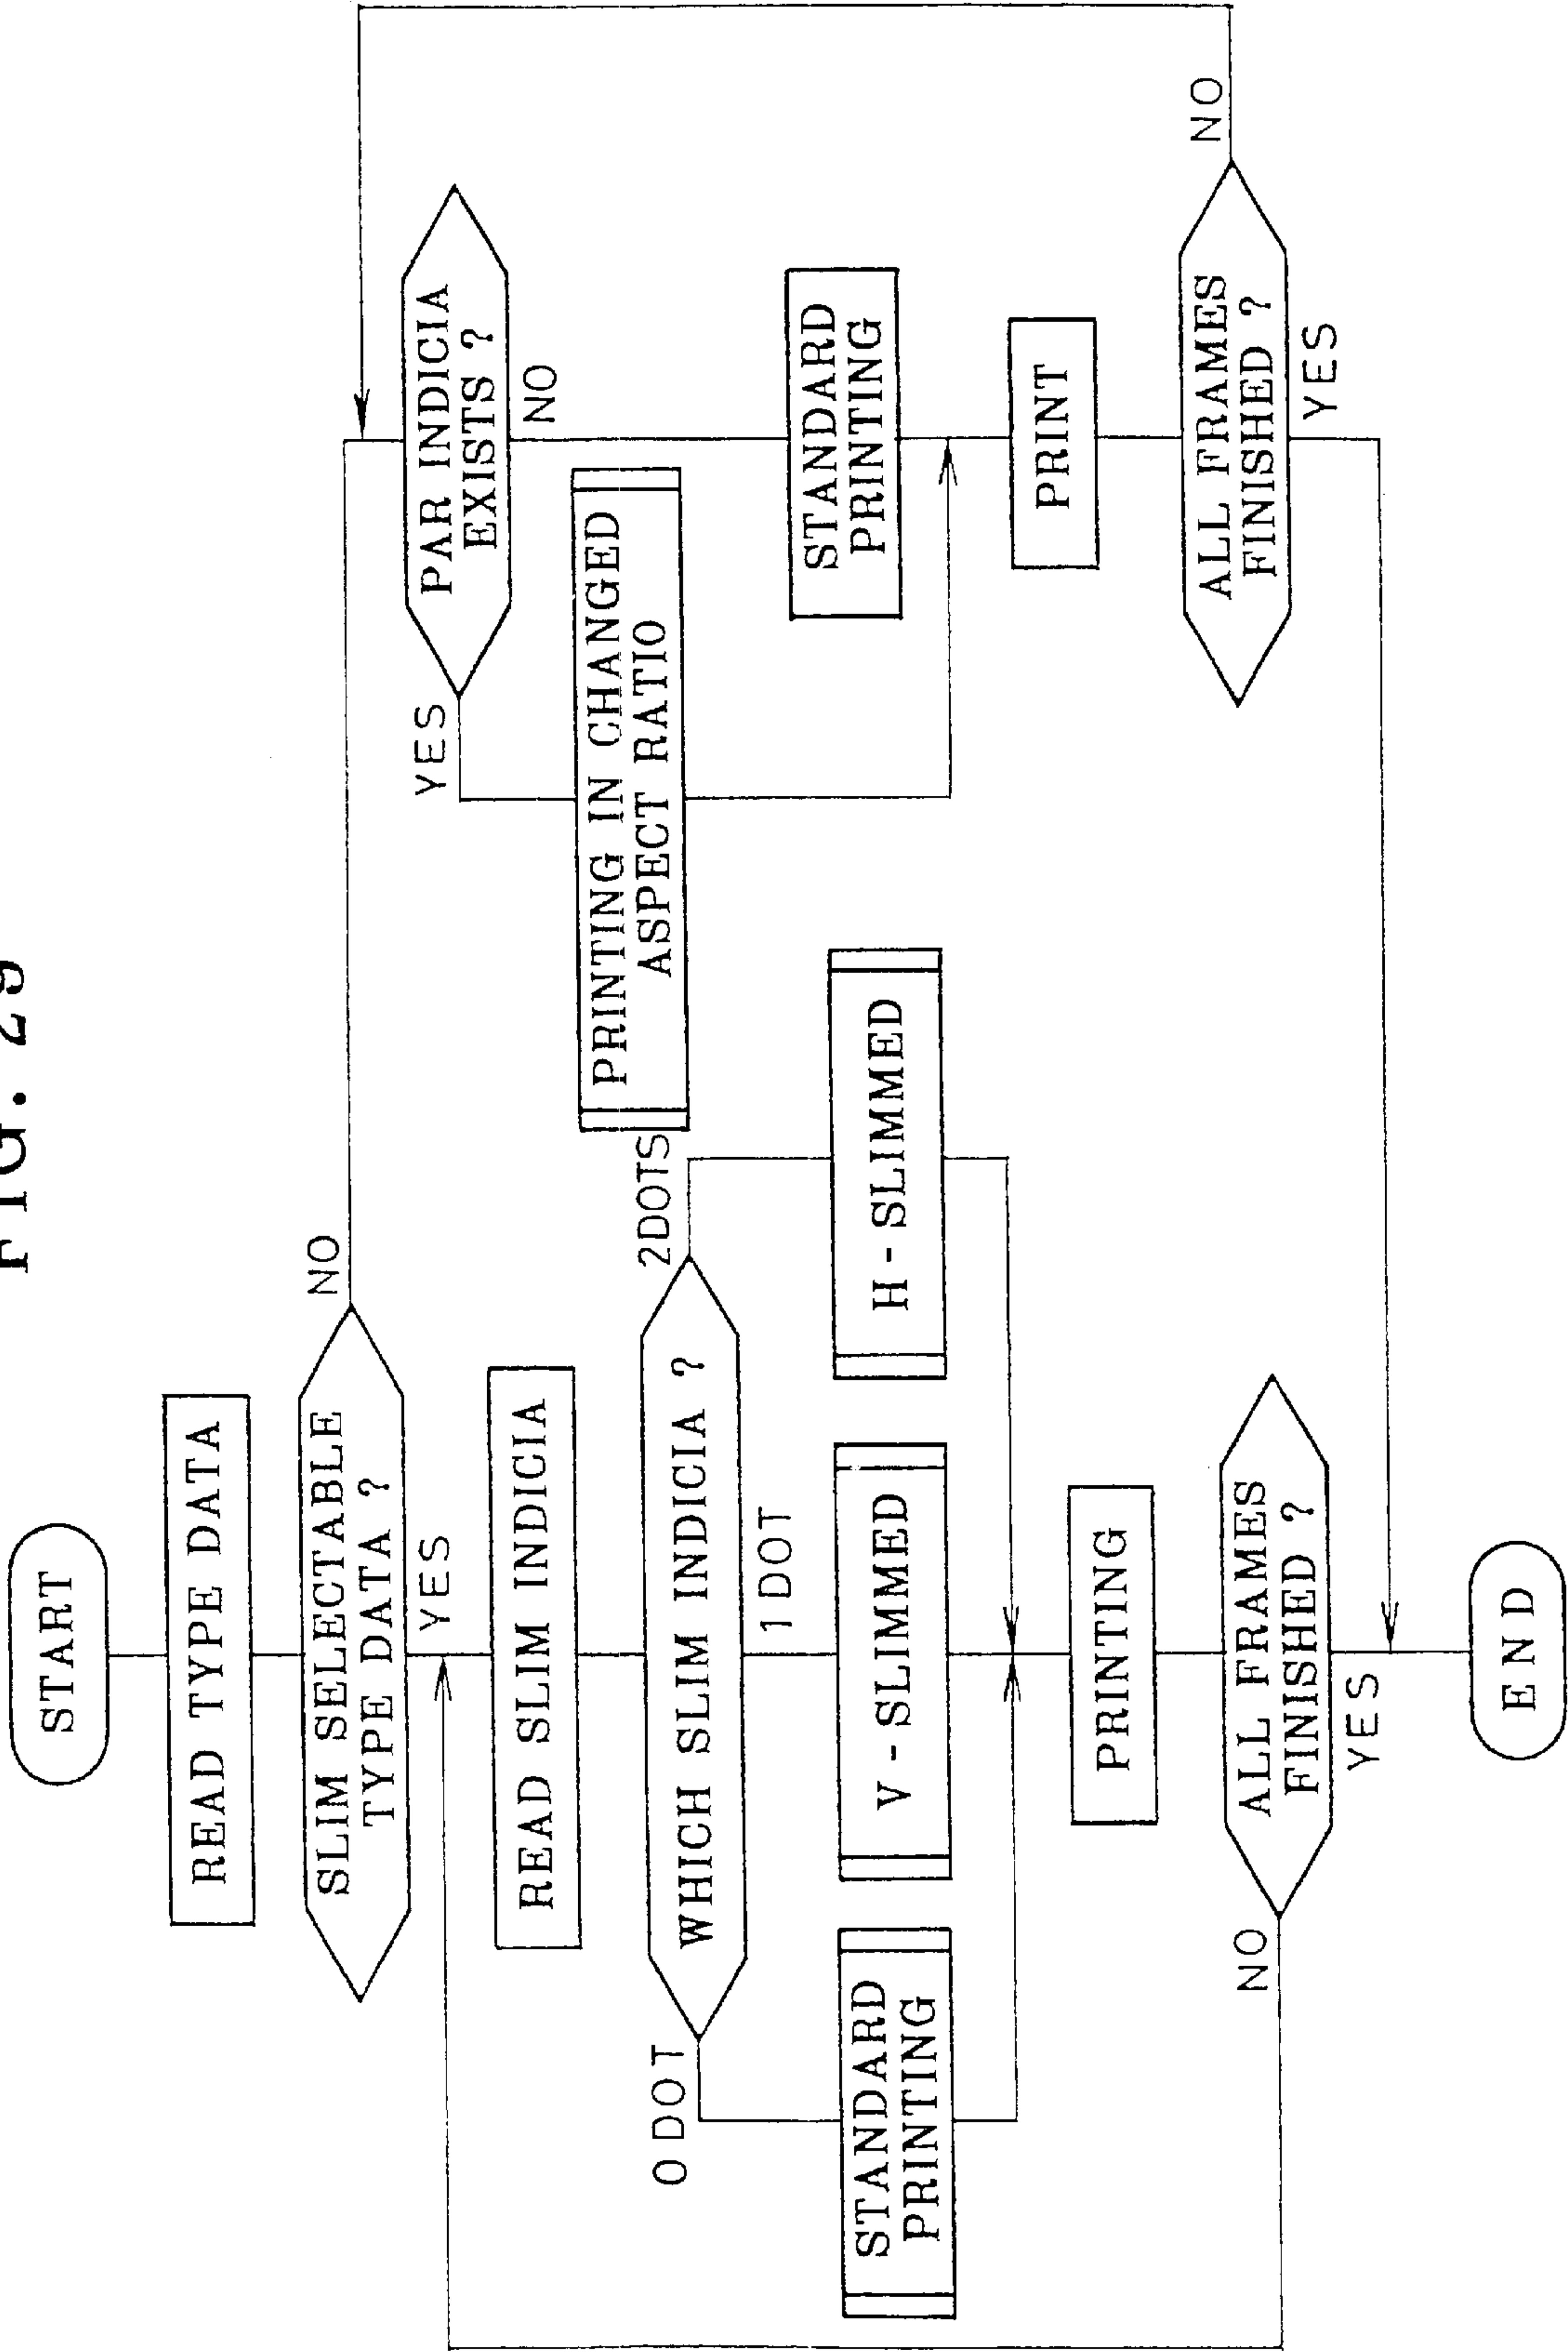 FIG. 29
START
READ TYPE DATA
SLIM SELECTABLE
TYPE DATA ?
NO
YES
READ SLIM INDICIA
WHICH SLIM INDICIA ?
0 DOT
1 DOT
2DOTS
STANDARD
PRINTING
V - SLIMMED
H - SLIMMED
PRINTING
ALL FRAMES
FINISHED ?
NO
YES
END
PAR INDICIA
EXISTS ?
YES
NO
PRINTING IN CHANGED
ASPECT RATIO
STANDARD
PRINTING
PRINT
ALL FRAMES
FINISHED ?
NO
YES